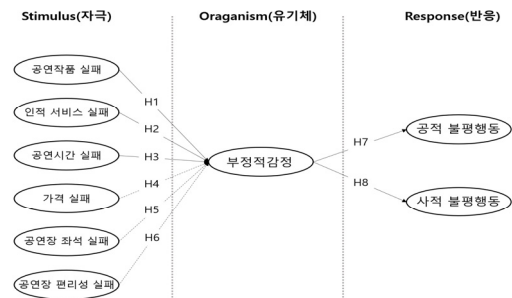 Stimulus(자극) Oraganism(유기체) Response(반응)
공연작품 실패
H1
인적 서비스 실패
H2
공연시간 실패
H3
가격 실패
H4
공연장 좌석 실패
H5
공연장 편리성 실패
H6
부정적감정
H7
공적 불평행동
H8
사적 불평행동